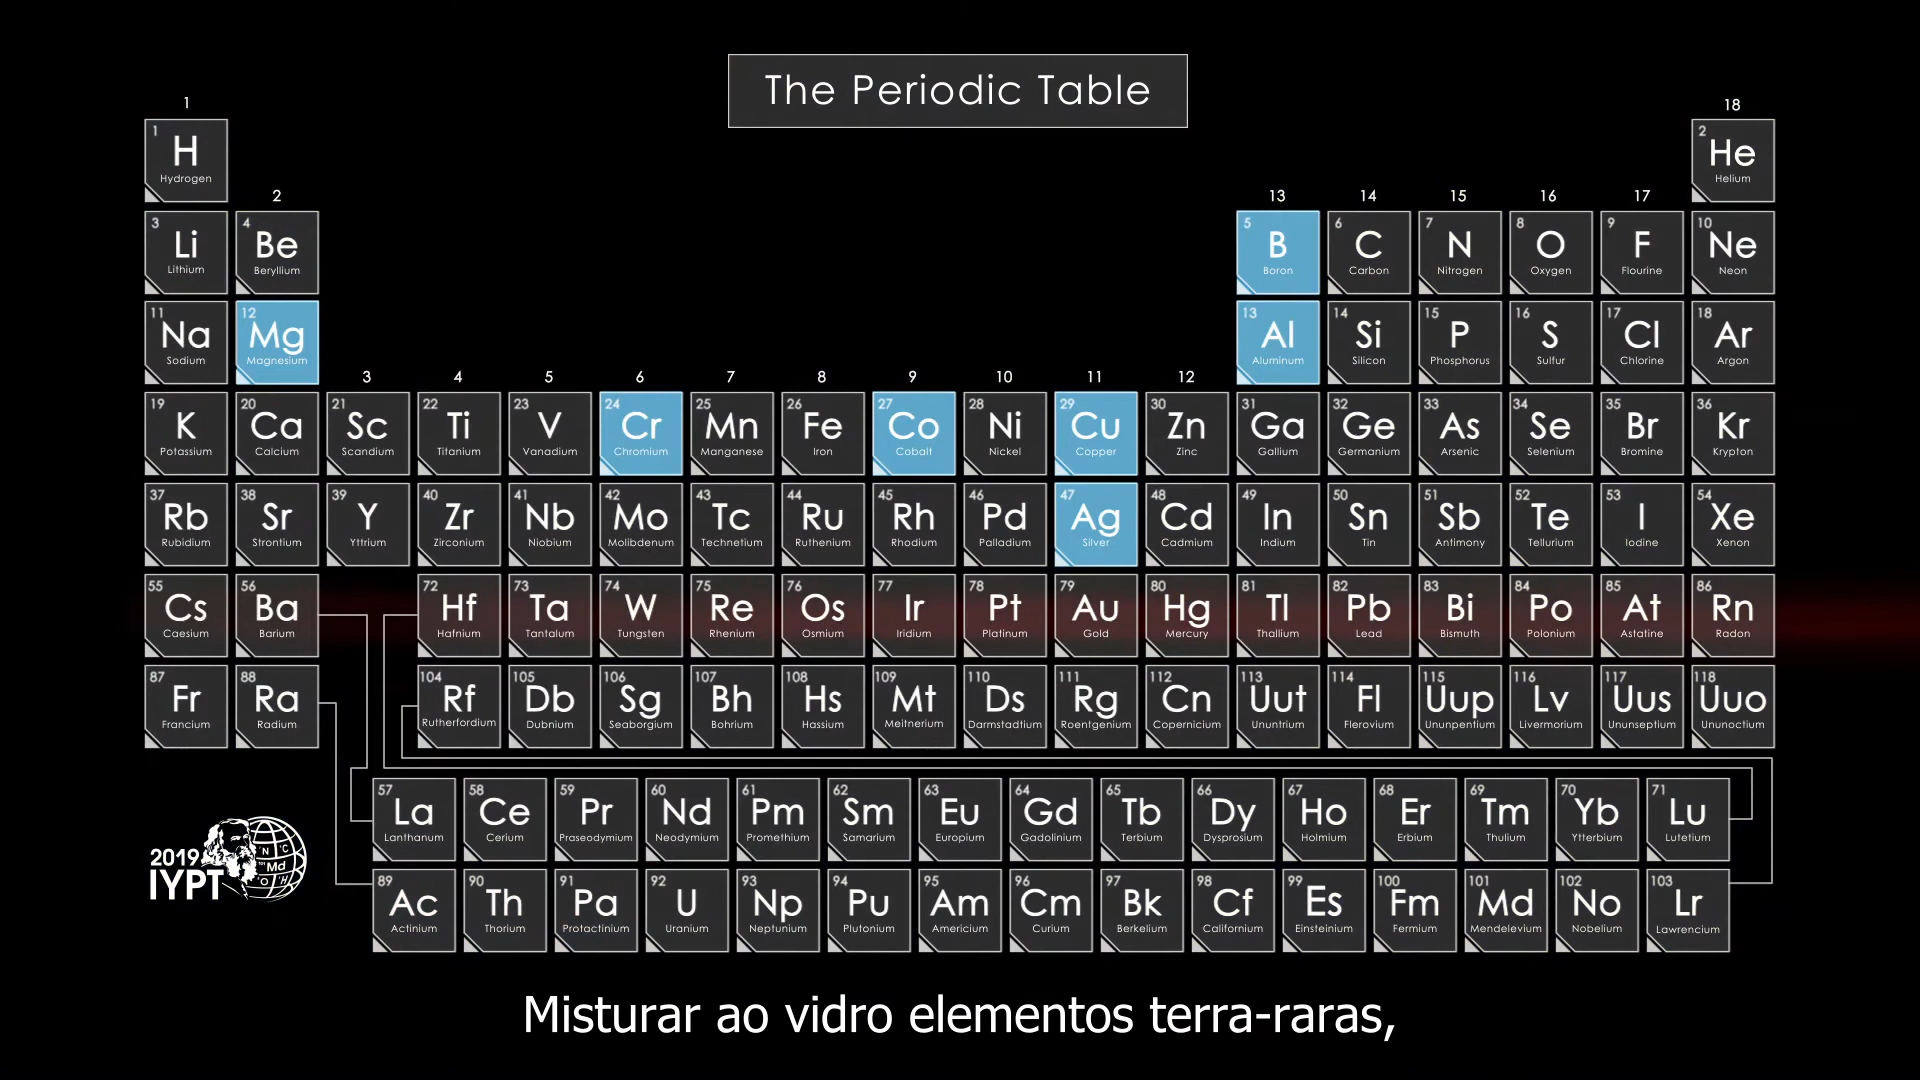 The Periodic Table
1 18
1 H Hydrogen 2 He Helium
2 13 14 15 16 17
3 Li Lithium 4 Be Beryllium 5 B Boron 6 C Carbon 7 N Nitrogen 8 O Oxygen 9 F Flourine 10 Ne Neon
11 Na Sodium 12 Mg Magnesium 13 Al Aluminum 14 Si Silicon 15 P Phosphorus 16 S Sulfur 17 Cl Chlorine 18 Ar Argon
3 4 5 6 7 8 9 10 11 12
19 K Potassium 20 Ca Calcium 21 Sc Scandium 22 Ti Titanium 23 V Vanadium 24 Cr Chromium 25 Mn Manganese 26 Fe Iron 27 Co Cobalt 28 Ni Nickel 29 Cu Copper 30 Zn Zinc 31 Ga Gallium 32 Ge Germanium 33 As Arsenic 34 Se Selenium 35 Br Bromine 36 Kr Krypton
37 Rb Rubidium 38 Sr Strontium 39 Y Yttrium 40 Zr Zirconium 41 Nb Niobium 42 Mo Molibdenum 43 Tc Technetium 44 Ru Ruthenium 45 Rh Rhodium 46 Pd Palladium 47 Ag Silver 48 Cd Cadmium 49 In Indium 50 Sn Tin 51 Sb Antimony 52 Te Tellurium 53 I Iodine 54 Xe Xenon
55 Cs Caesium 56 Ba Barium 72 Hf Hafnium 73 Ta Tantalum 74 W Tungsten 75 Re Rhenium 76 Os Osmium 77 Ir Iridium 78 Pt Platinum 79 Au Gold 80 Hg Mercury 81 Tl Thallium 82 Pb Lead 83 Bi Bismuth 84 Po Polonium 85 At Astatine 86 Rn Radon
87 Fr Francium 88 Ra Radium 104 Rf Rutherfordium 105 Db Dubnium 106 Sg Seaborgium 107 Bh Bohrium 108 Hs Hassium 109 Mt Meitnerium 110 Ds Darmstadtium 111 Rg Roentgenium 112 Cn Copernicium 113 Uut Ununtrium 114 Fl Flerovium 115 Uup Ununpentium 116 Lv Livermorium 117 Uus Ununseptium 118 Uuo Ununoctium
57 La Lanthanum 58 Ce Cerium 59 Pr Praseodymium 60 Nd Neodymium 61 Pm Promethium 62 Sm Samarium 63 Eu Europium 64 Gd Gadolinium 65 Tb Terbium 66 Dy Dysprosium 67 Ho Holmium 68 Er Erbium 69 Tm Thulium 70 Yb Ytterbium 71 Lu Lutetium
89 Ac Actinium 90 Th Thorium 91 Pa Protactinium 92 U Uranium 93 Np Neptunium 94 Pu Plutonium 95 Am Americium 96 Cm Curium 97 Bk Berkelium 98 Cf Californium 99 Es Einsteinium 100 Fm Fermium 101 Md Mendelevium 102 No Nobelium 103 Lr Lawrencium
2019
IYPT
N C
101 Md
O H
Misturar ao vidro elementos terra-raras,